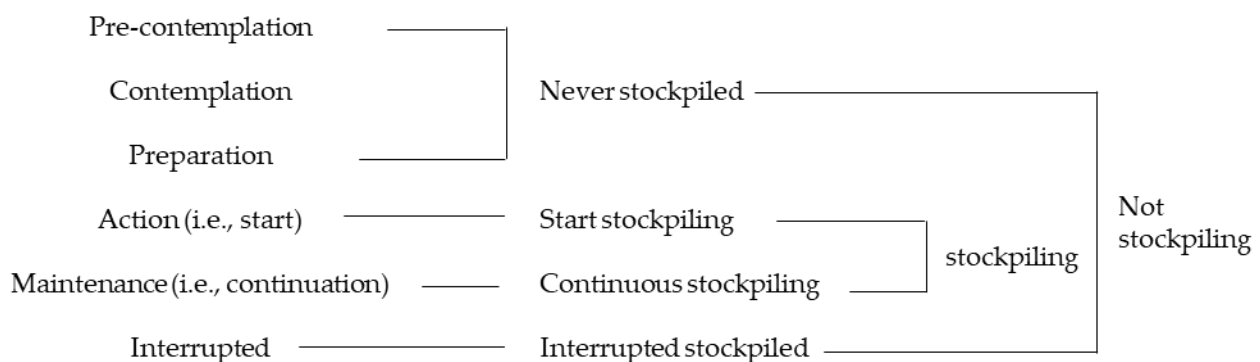 Pre-contemplation
Contemplation
Never stockpiled
Preparation
Action (i.e., start)
Start stockpiling
Not
stockpiling
stockpiling
Maintenance (i.e., continuation)
Continuous stockpiling
Interrupted
Interrupted stockpiled